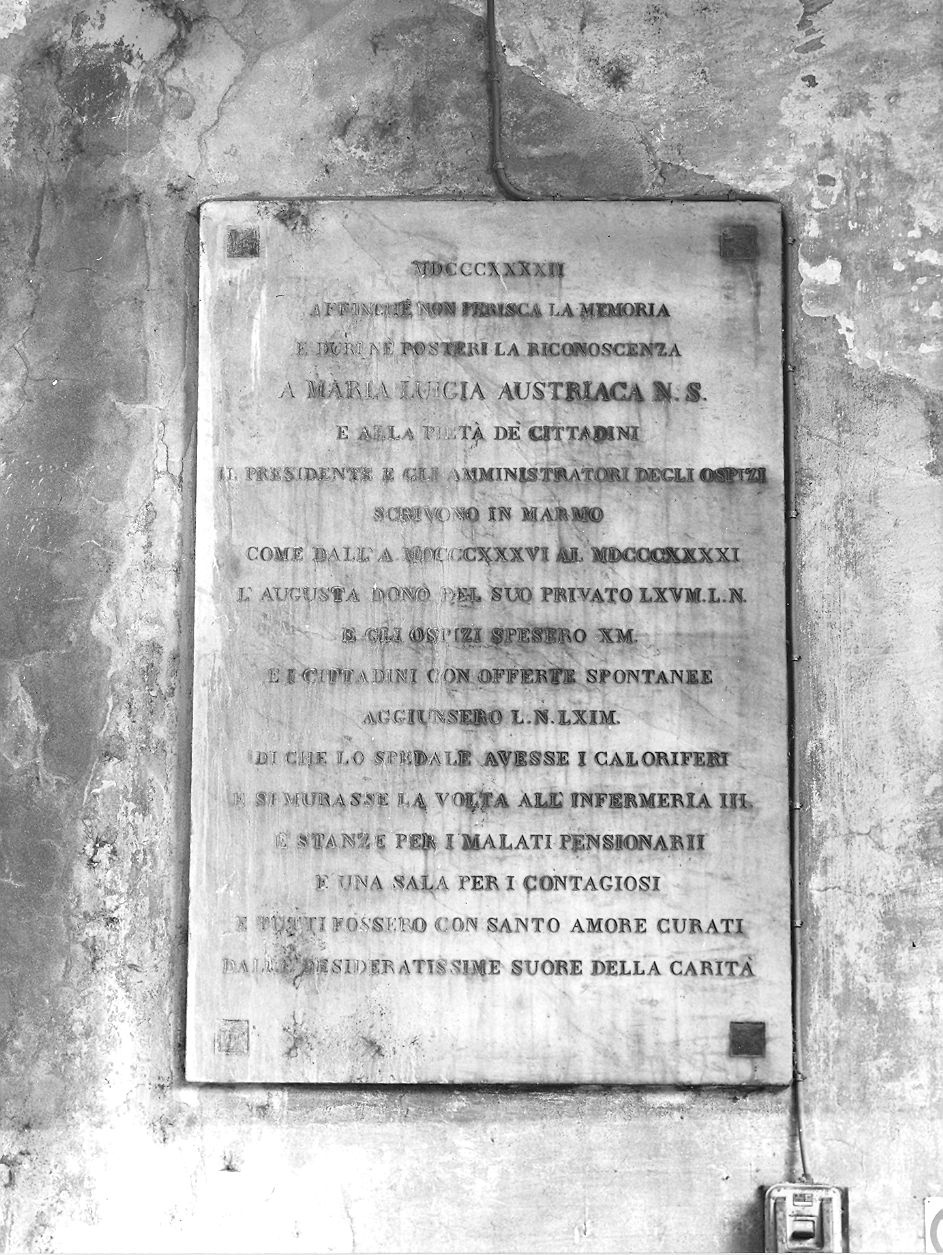 MDCCCXXXXII
AFFINCHÈ NON PERISCA LA MEMORIA
E DURI NE POSTERI LA RICONOSCENZA
A MARIA LUIGIA AUSTRIACA N. S.
E ALLA PIETÀ DE CITTADINI
IL PRESIDENTE E GLI AMMINISTRATORI DEGLI OSPIZI
SCRIVONO IN MARMO
COME DALL'A. MDCCCXXXVI AL MDCCCXXXXI
L'AUGUSTA DONÒ DEL SUO PRIVATO LXVM.L.N.
E GLI OSPIZI SPESERO XM.
E I CITTADINI CON OFFERTE SPONTANEE
AGGIUNSERO L.N.LXIM.
DI CHE LO SPEDALE AVESSE I CALORIFERI
E SI MURASSE LA VOLTA ALL'INFERMERIA III.
E STANZE PER I MALATI PENSIONARII
E UNA SALA PER I CONTAGIOSI
E TUTTI FOSSERO CON SANTO AMORE CURATI
DALLE DESIDERATISSIME SUORE DELLA CARITÀ